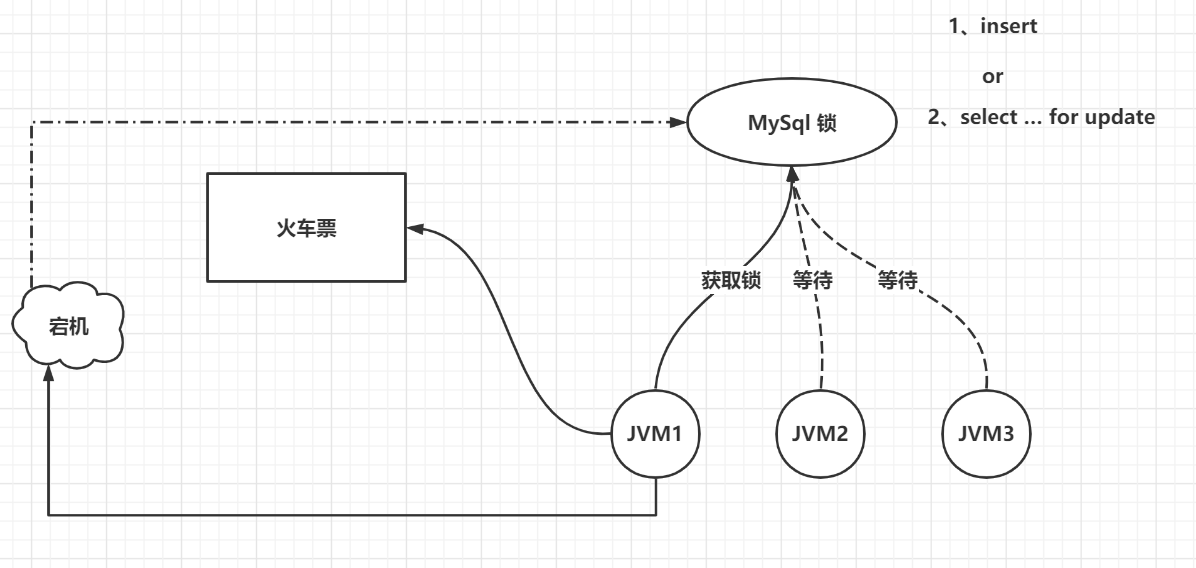 1、insert
or
2、select ... for update
MySql 锁
火车票
获取锁
等待
等待
宕机
JVM1
JVM2
JVM3